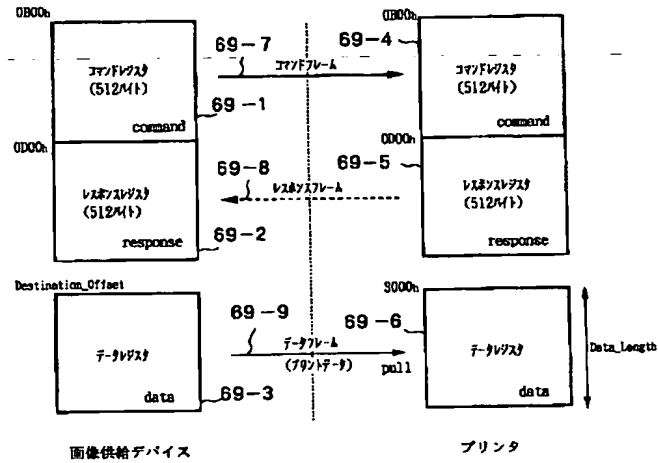 0B00h
コマンドレジスタ
(512バイト)
command
69-1
69-7
コマンドフレーム
0B00h
69-4
コマンドレジスタ
(512バイト)
command
0D00h
レスポンスレジスタ
(512バイト)
response
69-2
69-8
レスポンスフレーム
0D00h
69-5
レスポンスレジスタ
(512バイト)
response
Destination_Offset
データレジスタ
data
69-3
69-9
データフレーム
(プリントデータ)
pull
3000h
69-6
データレジスタ
data
Data_Length
画像供給デバイス
プリンタ